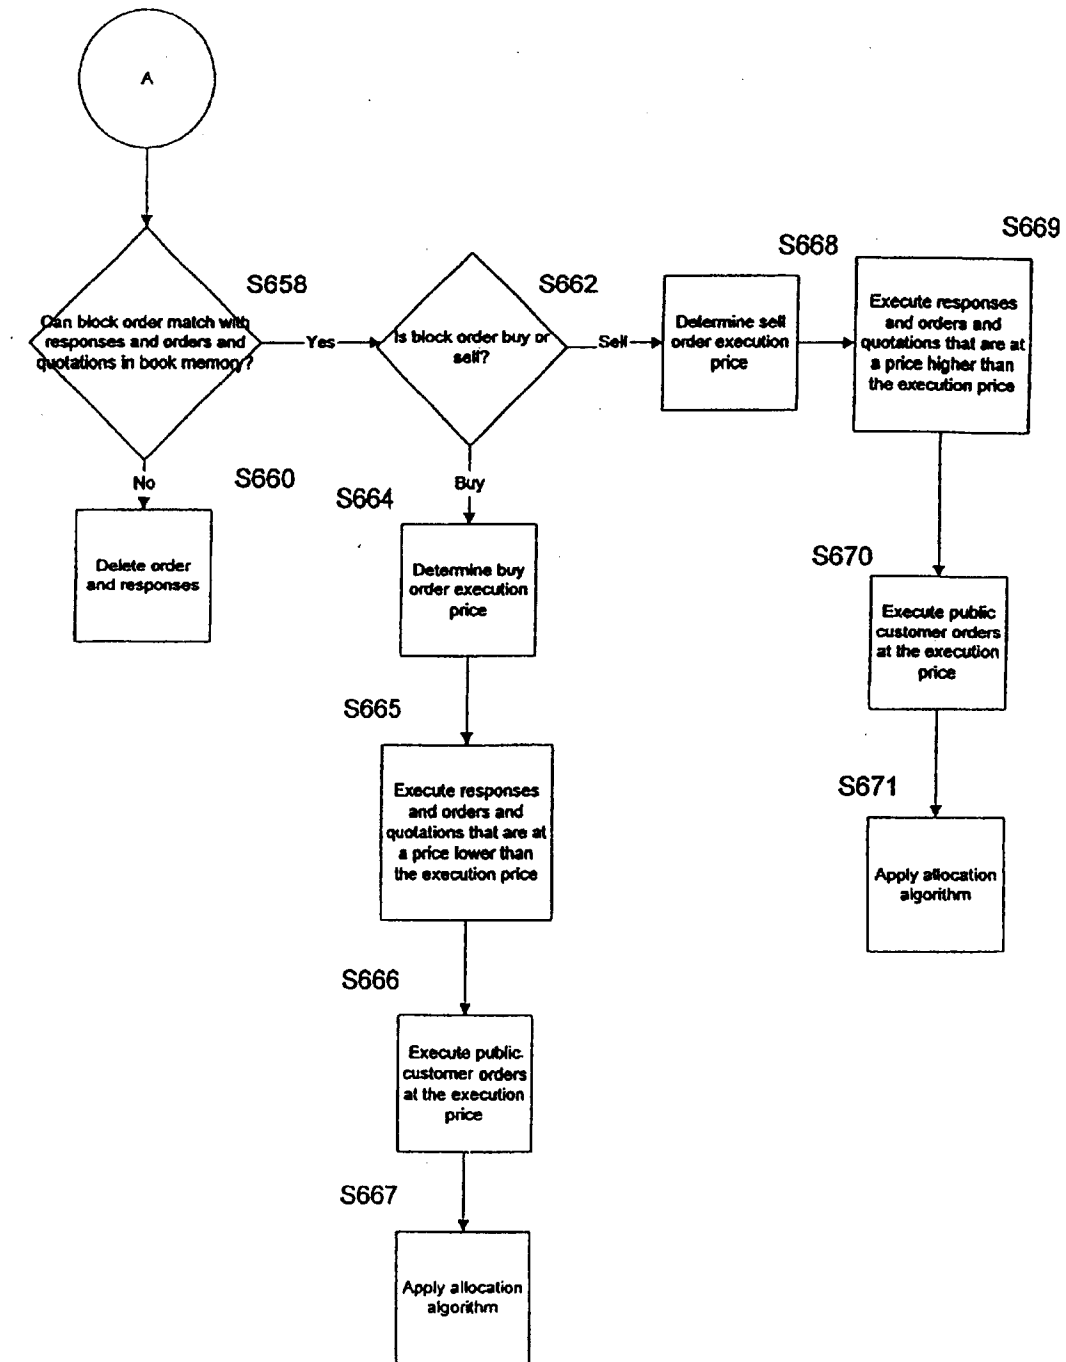 A
S658
Can block order match with
responses and orders and
quotations in book memory?
Yes
No
S660
Delete order
and responses
S662
Is block order buy or
sell?
Sell
Buy
S664
Determine buy
order execution
price
S665
Execute responses
and orders and
quotations that are at
a price lower than
the execution price
S666
Execute public
customer orders
at the execution
price
S667
Apply allocation
algorithm
S668
Determine sell
order execution
price
S669
Execute responses
and orders and
quotations that are at
a price higher than
the execution price
S670
Execute public
customer orders
at the execution
price
S671
Apply allocation
algorithm